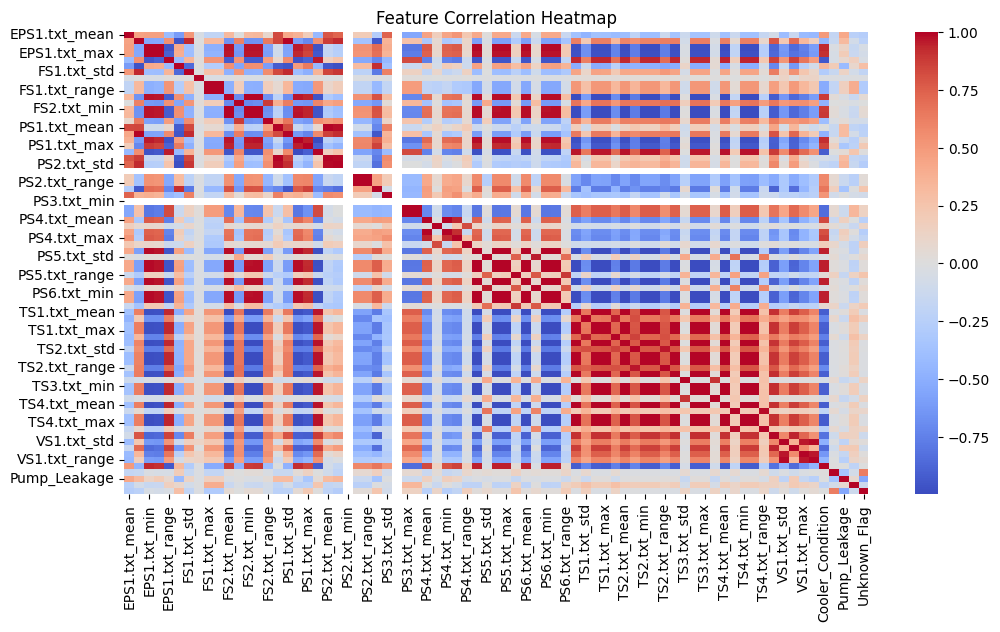 Feature Correlation Heatmap
EPS1.txt_mean
EPS1.txt_max
FS1.txt_std
FS1.txt_range
FS2.txt_min
PS1.txt_mean
PS1.txt_max
PS2.txt_std
PS2.txt_range
PS3.txt_min
PS4.txt_mean
PS4.txt_max
PS5.txt_std
PS5.txt_range
PS6.txt_min
TS1.txt_mean
TS1.txt_max
TS2.txt_std
TS2.txt_range
TS3.txt_min
TS4.txt_mean
TS4.txt_max
VS1.txt_std
VS1.txt_range
Pump_Leakage
EPS1.txt_mean
EPS1.txt_min
EPS1.txt_range
FS1.txt_std
FS1.txt_max
FS2.txt_mean
FS2.txt_min
FS2.txt_range
PS1.txt_std
PS1.txt_max
PS2.txt_mean
PS2.txt_min
PS2.txt_range
PS3.txt_std
PS3.txt_max
PS4.txt_mean
PS4.txt_min
PS4.txt_range
PS5.txt_std
PS5.txt_max
PS6.txt_mean
PS6.txt_min
PS6.txt_range
TS1.txt_std
TS1.txt_max
TS2.txt_mean
TS2.txt_min
TS2.txt_range
TS3.txt_std
TS3.txt_max
TS4.txt_mean
TS4.txt_min
TS4.txt_range
VS1.txt_std
VS1.txt_max
Cooler_Condition
Pump_Leakage
Unknown_Flag
1.00
0.75
0.50
0.25
0.00
−0.25
−0.50
−0.75